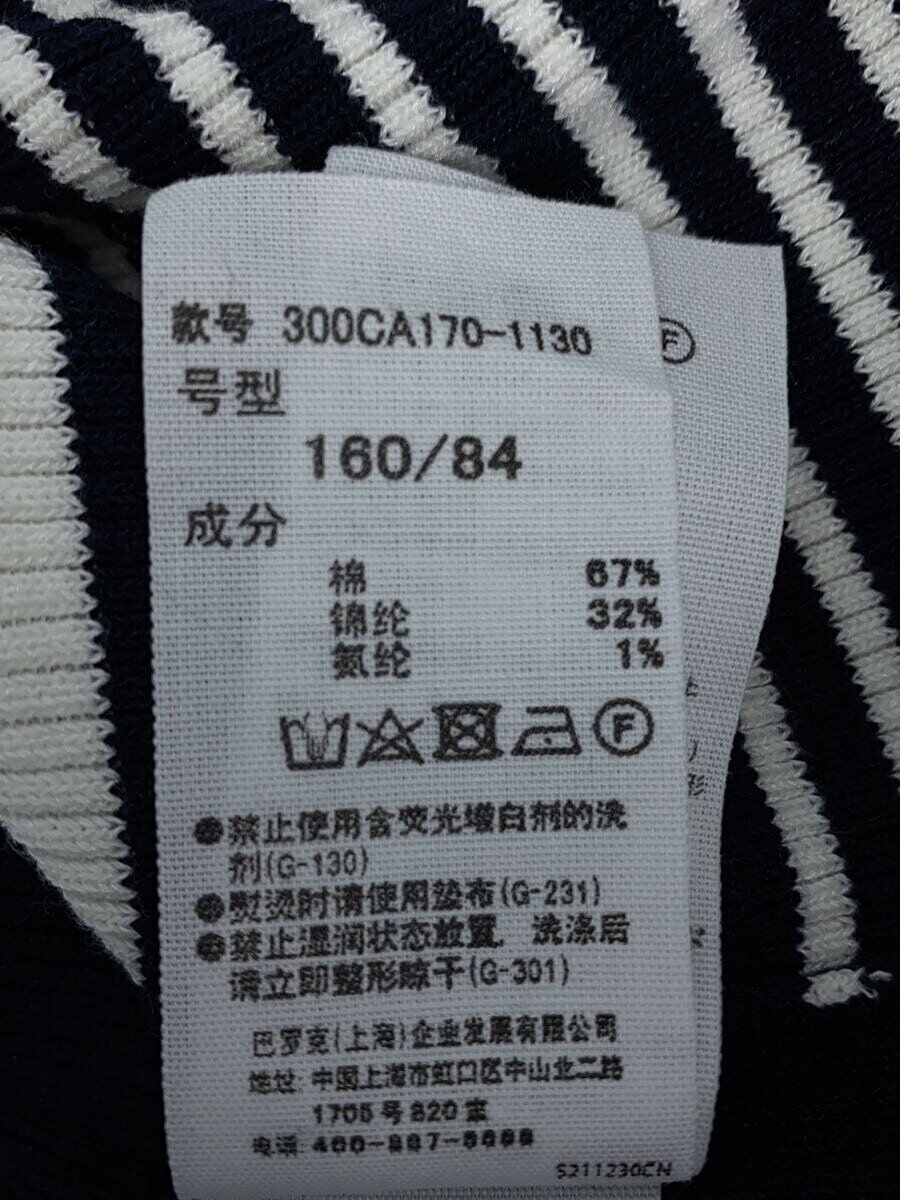 款号 300CA170-1130
号型
160/84
成分
棉 67%
锦纶 32%
氨纶 1%
F
F
●禁止使用含荧光增白剂的洗
剂(G-130)
●熨烫时请使用垫布(G-231)
●禁止湿润状态放置，洗涤后
请立即整形晾干(G-301)
巴罗克(上海)企业发展有限公司
地址:中国上海市虹口区中山北二路
1705号820室
电话:
S211230CN
形